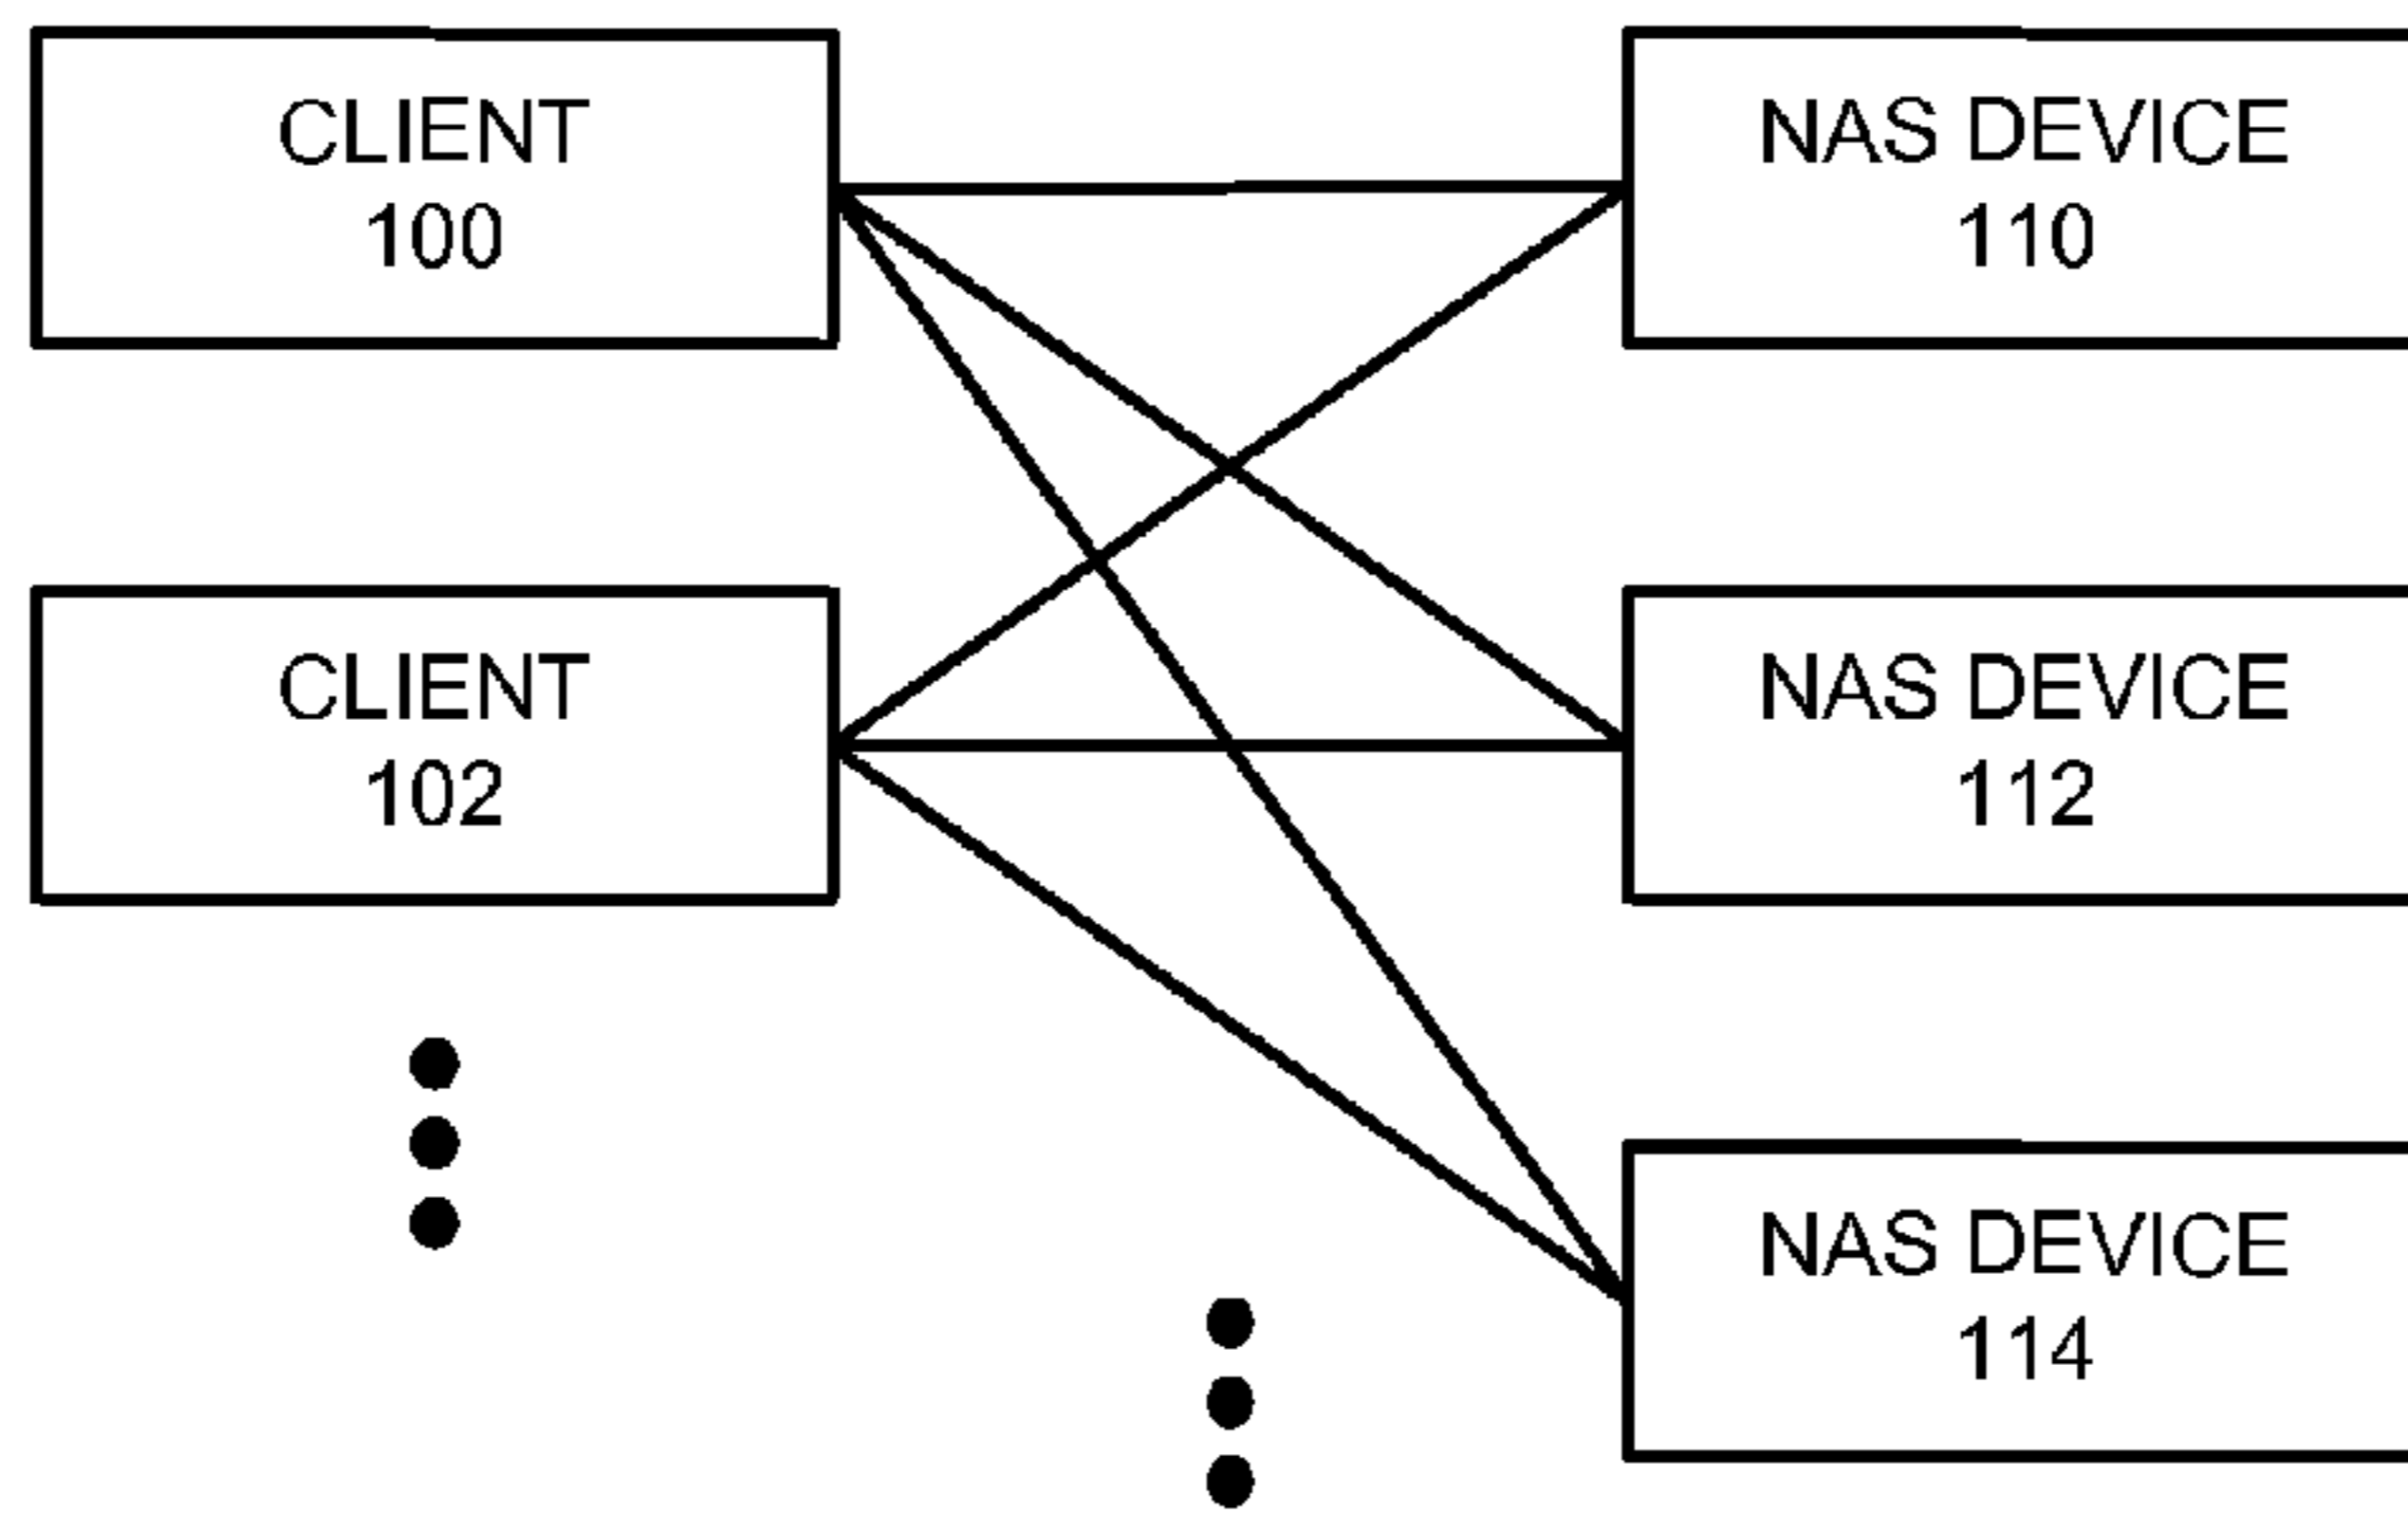 CLIENT
100
NAS DEVICE
110
CLIENT
102
NAS DEVICE
112
NAS DEVICE
114